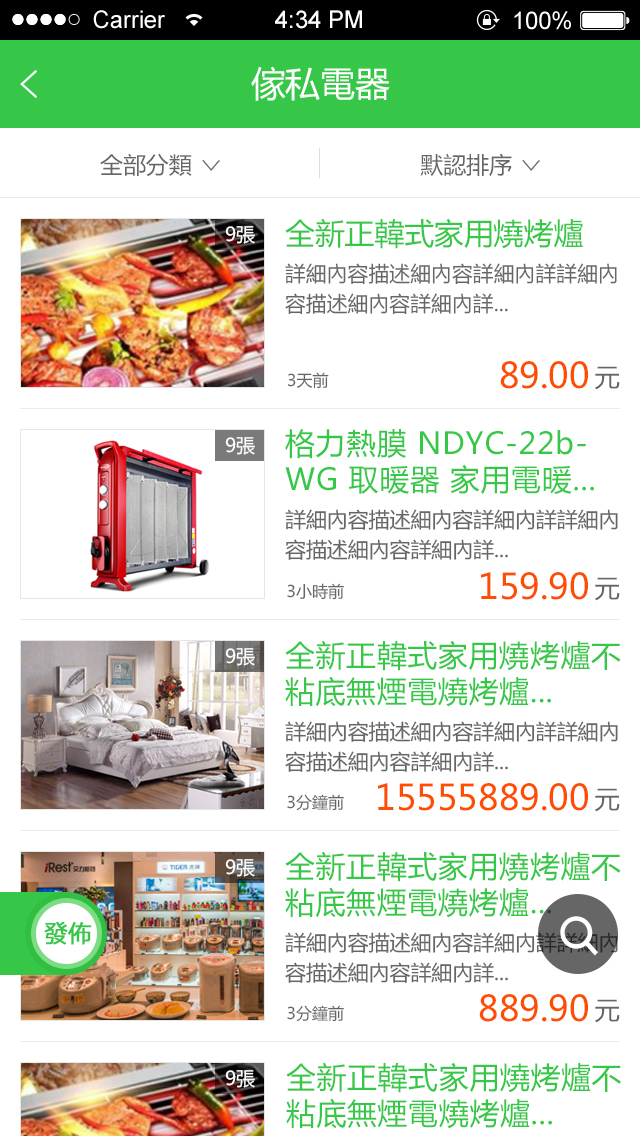 Carrier 4:34 PM 100%
傢私電器
全部分類 默認排序
9張
全新正韓式家用燒烤爐
詳細內容描述細內容詳細內詳詳細內
容描述細內容詳細內詳...
3天前 89.00 元
9張
格力熱膜 NDYC-22b-
WG 取暖器 家用電暖...
詳細內容描述細內容詳細內詳詳細內
容描述細內容詳細內詳...
3小時前 159.90 元
9張
全新正韓式家用燒烤爐不
粘底無煙電燒烤爐...
詳細內容描述細內容詳細內詳詳細內
容描述細內容詳細內詳...
3分鐘前 15555889.00 元
iRest
TIGER
9張
全新正韓式家用燒烤爐不
粘底無煙電燒烤爐...
發佈
詳細內容描述細內容詳細內詳詳細內
容描述細內容詳細內詳...
3分鐘前 889.90 元
9張
全新正韓式家用燒烤爐不
粘底無煙電燒烤爐...